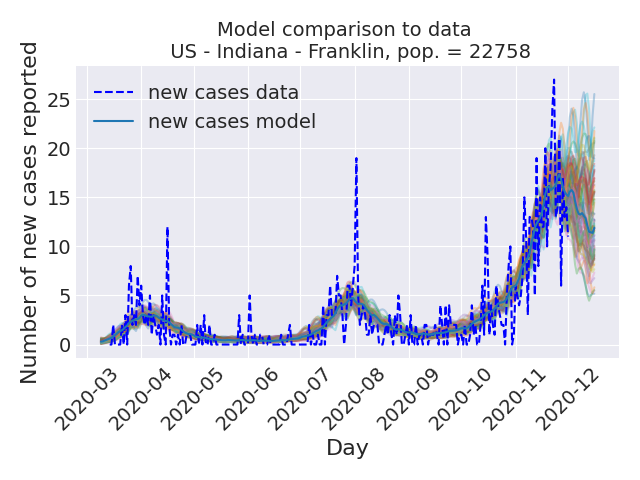 Model comparison to data
US - Indiana - Franklin, pop. = 22758
Number of new cases reported
25
20
15
10
5
0
new cases data
new cases model
2020-03
2020-04
2020-05
2020-06
2020-07
2020-08
2020-09
2020-10
2020-11
2020-12
Day